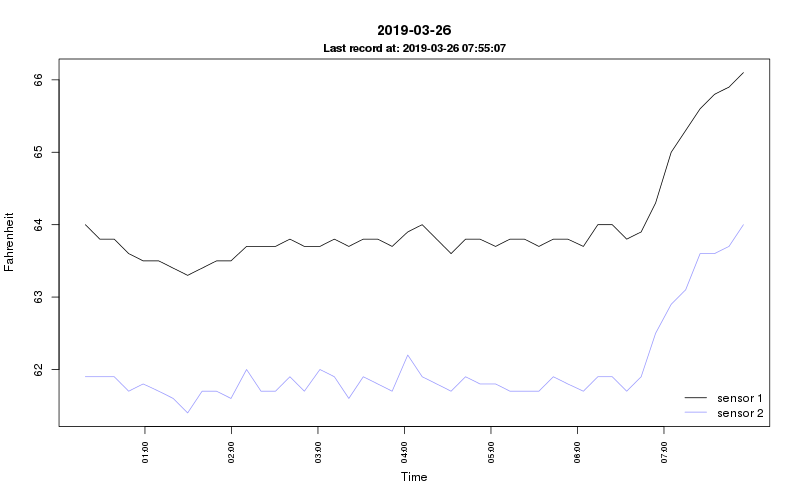 2019-03-26
Last record at: 2019-03-26 07:55:07
Fahrenheit
66
65
64
63
62
sensor 1
sensor 2
01:00 02:00 03:00 04:00 05:00 06:00 07:00
Time